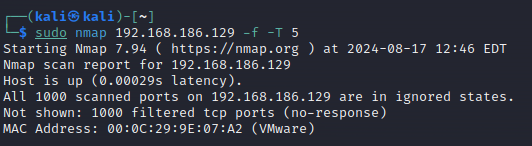 ┌──(kali㉿kali)-[~]
└─$ sudo nmap 192.168.186.129 -f -T 5
Starting Nmap 7.94 ( https://nmap.org ) at 2024-08-17 12:46 EDT
Nmap scan report for 192.168.186.129
Host is up (0.00029s latency).
All 1000 scanned ports on 192.168.186.129 are in ignored states.
Not shown: 1000 filtered tcp ports (no-response)
MAC Address: 00:0C:29:9E:07:A2 (VMware)